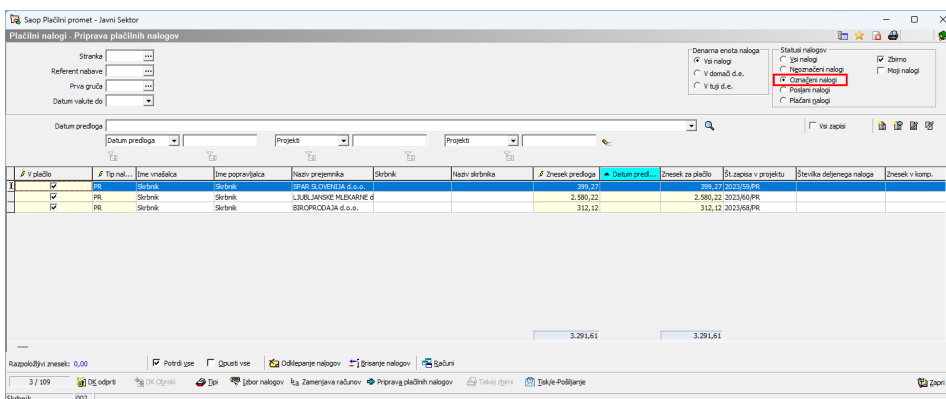 Saop Plačilni promet - Javni Sektor
Plačilni nalogi - Priprava plačilnih nalogov
Stranka
Referent nabave
Prva gruča
Datum valute do
Denarna enota naloga
Vsi nalogi
V domači d.e.
V tuji d.e.
Statusi nalogov
Vsi nalogi
Neoznačeni nalogi
Označeni nalogi
Poslani nalogi
Plačani nalogi
Zbirno
Moji nalogi
Datum predloga
Vsi zapisi
Datum predloga Projekti Projekti
V plačilo Tip nal... Ime vnašalca Ime popravljalca Naziv prejemnika Skrbnik Naziv skrbnika Znesek predloga Datum predl... Znesek za plačilo Št.zapisa v projektu Številka deljenega naloga Znesek v komp.
PR Skrbnik Skrbnik SPAR SLOVENIJA d.o.o. 399,27 399,27 2023/59/PR
PR Skrbnik Skrbnik LJUBLJANSKE MLEKARNE d 2.580,22 2.580,22 2023/60/PR
PR Skrbnik Skrbnik BIROPRODAJA d.o.o. 312,12 312,12 2023/68/PR
3.291,61 3.291,61
Razpoložljivi znesek: 0,00 Potrdi vse Opusti vse Odklepanje nalogov Brisanje nalogov Računi
3 / 109 DK odprti DK Obroki Tipi Izbor nalogov Zamenjava računov Priprava plačilnih nalogov Tiskaj zbirni Tisk/e-Pošiljanje Zapri
Skrbnik 002